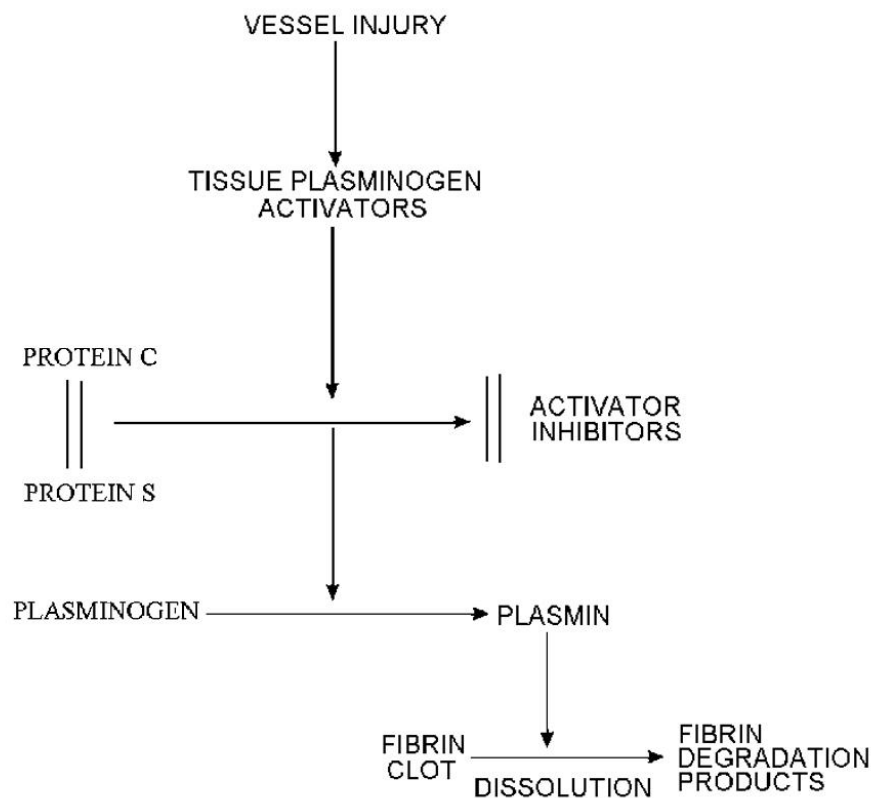 VESSEL INJURY
TISSUE PLASMINOGEN
ACTIVATORS
PROTEIN C
ACTIVATOR
INHIBITORS
PROTEIN S
PLASMINOGEN
PLASMIN
FIBRIN
CLOT
DISSOLUTION
FIBRIN
DEGRADATION
PRODUCTS